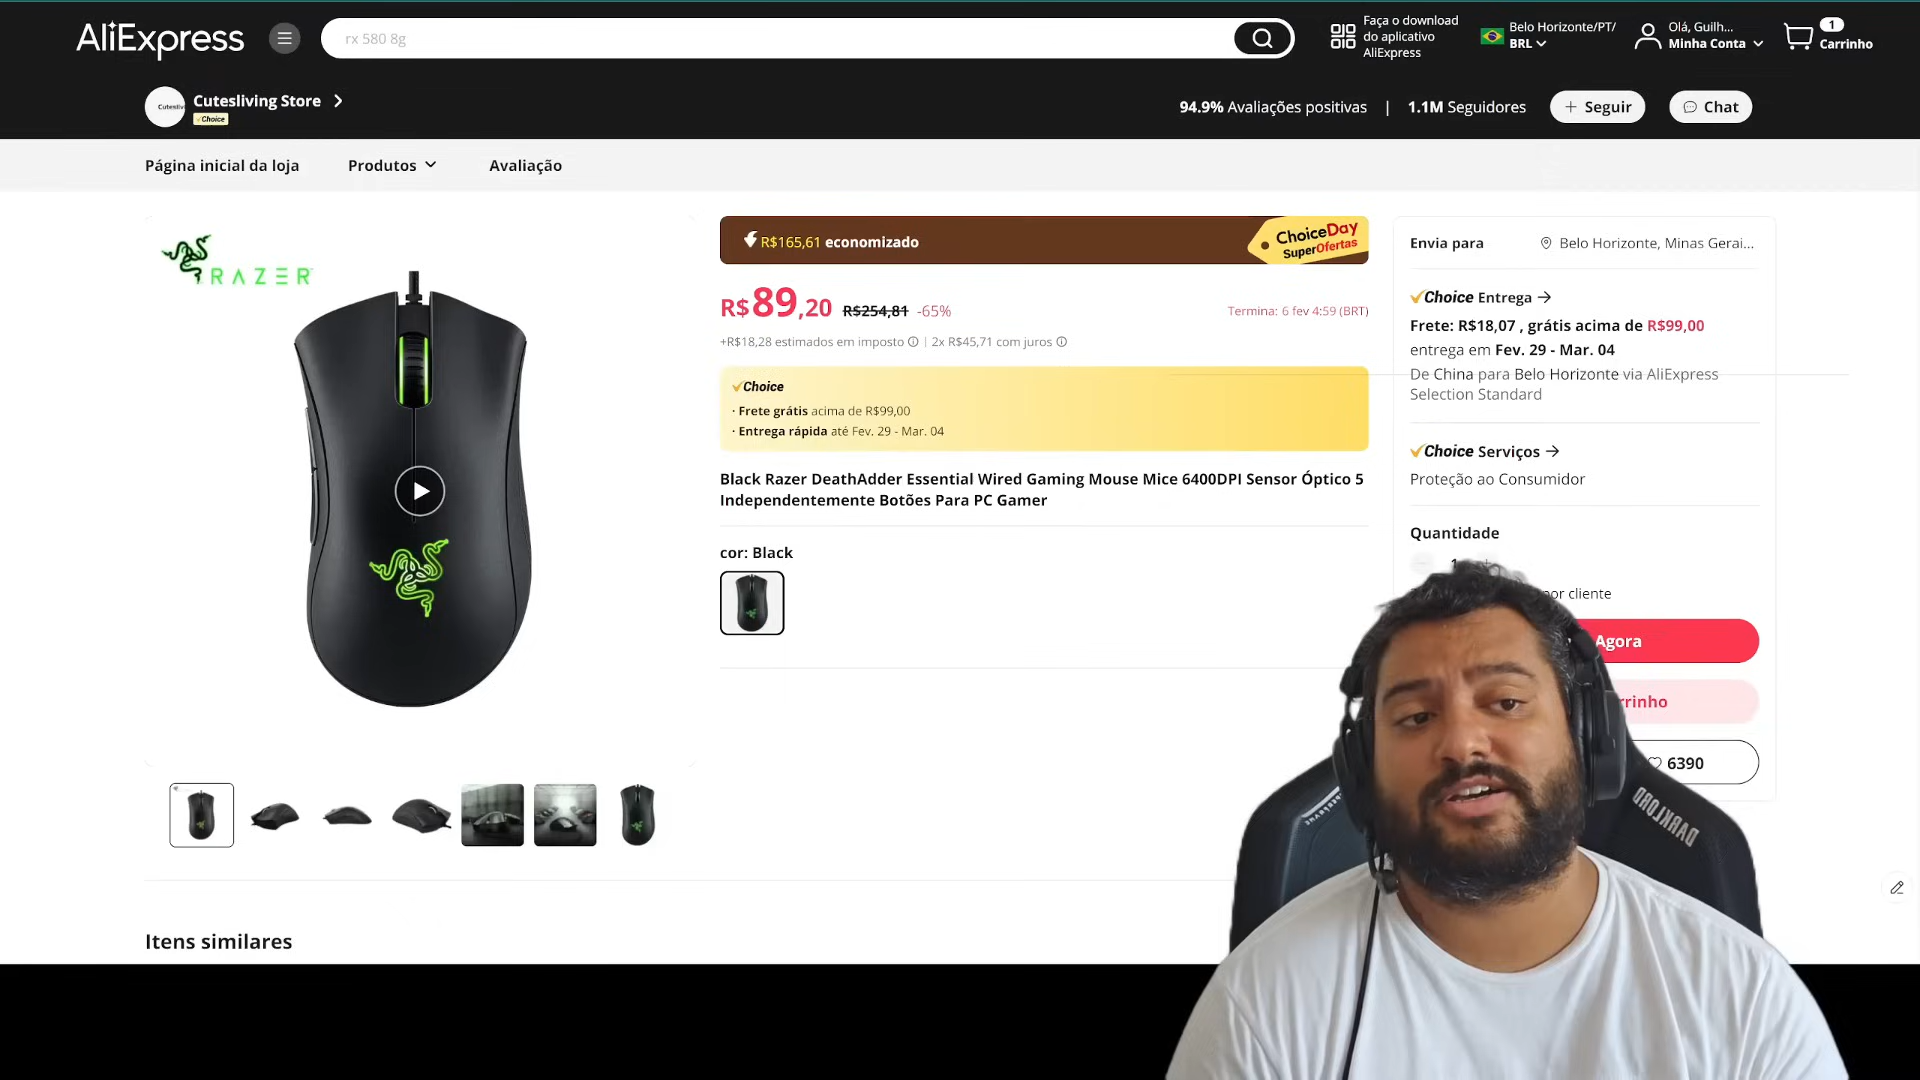 AliExpress
rx 580 8g
Faça o download
do aplicativo
AliExpress
Belo Horizonte/PT/
BRL
Olá, Guilh...
Minha Conta
1
Carrinho
Cutesliving Store
Choice
94.9% Avaliações positivas | 1.1M Seguidores
+ Seguir
Chat
Página inicial da loja
Produtos
Avaliação
RAZER
R$165,61 economizado
ChoiceDay
SuperOfertas
R$89,20 R$254,81 -65%
Termina: 6 fev 4:59 (BRT)
+R$18,28 estimados em imposto | 2x R$45,71 com juros
Choice
· Frete grátis acima de R$99,00
· Entrega rápida até Fev. 29 - Mar. 04
Black Razer DeathAdder Essential Wired Gaming Mouse Mice 6400DPI Sensor Óptico 5
Independentemente Botões Para PC Gamer
cor: Black
Envia para
Belo Horizonte, Minas Gerai...
Choice Entrega
Frete: R$18,07 , grátis acima de R$99,00
entrega em Fev. 29 - Mar. 04
De China para Belo Horizonte via AliExpress
Selection Standard
Choice Serviços
Proteção ao Consumidor
Quantidade
por cliente
Agora
6390
DARKLORD
Itens similares